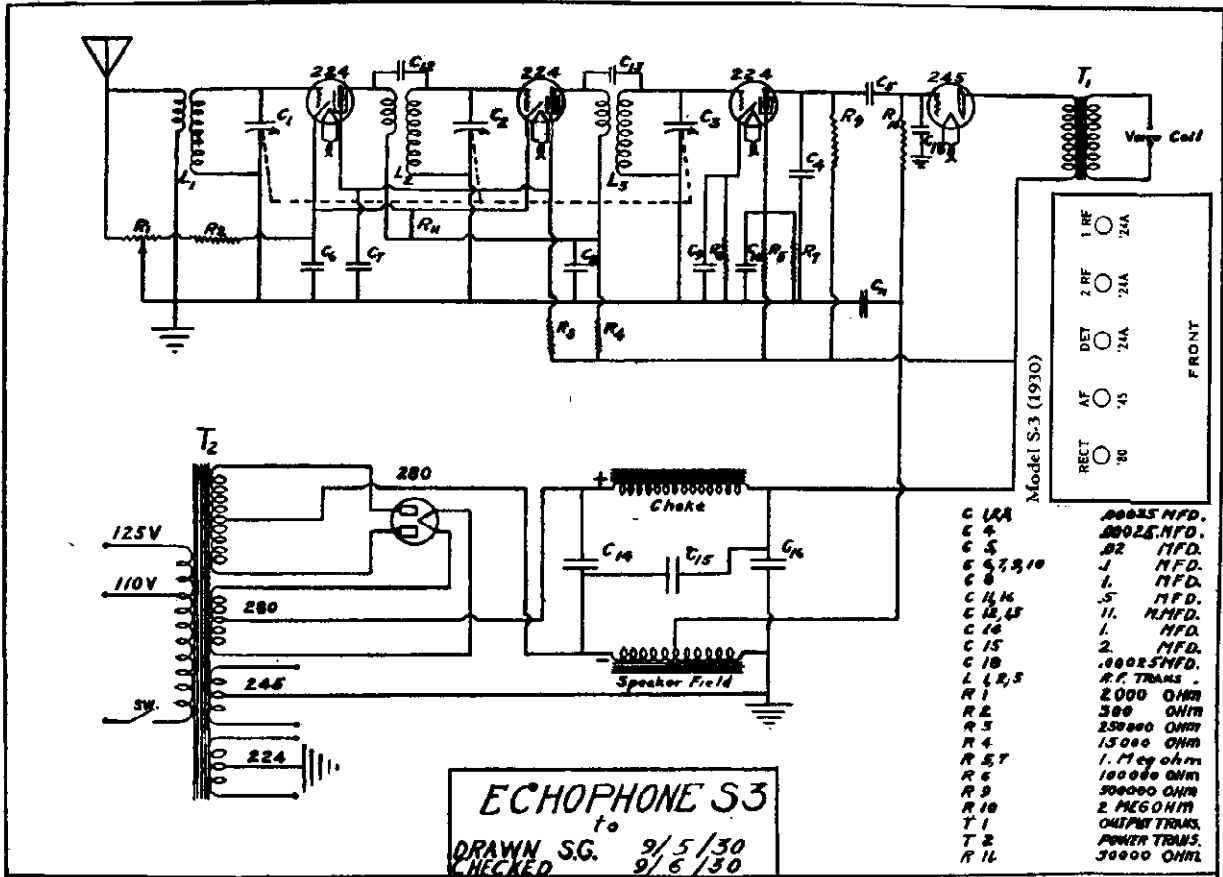 224
C12
224
C13
224
C5
245
T1
C1
C2
C3
R9
R10
C18
Voice Coil
L1
L2
L3
C4
R1
R2
R11
C6
C7
C8
C9
R6
C10
R5
R7
C11
R3
R4
1 RF '24A
2 RF '24A
DET '24A
AF '45
RECT '80
FRONT
Model S-3 (1930)
T2
280
+
Choke
125V
110V
C14
C15
C16
280
-
Speaker Field
245
SW.
224
C 4 .00025 MFD.
C 5 .02 MFD.
C 6,7,9,10 .1 MFD.
C 8 1. MFD.
C 11,16 .5 MFD.
C 12,13 11. M.MFD.
C 14 1. MFD.
C 15 2. MFD.
C 18 .00025 MFD.
L 1,2,3 R.F. TRANS.
R 1 2000 OHM
R 2 300 OHM
R 3 250000 OHM
R 4 15000 OHM
R 5,7 1. Meg ohm
R 6 100000 OHM
R 9 500000 OHM
R 10 2 MEGOHM
T 1 OUTPUT TRANS.
T 2 POWER TRANS.
R 11 30000 OHM
ECHOPHONE S3
to
DRAWN S.G. 9/5/30
CHECKED 9/6/30